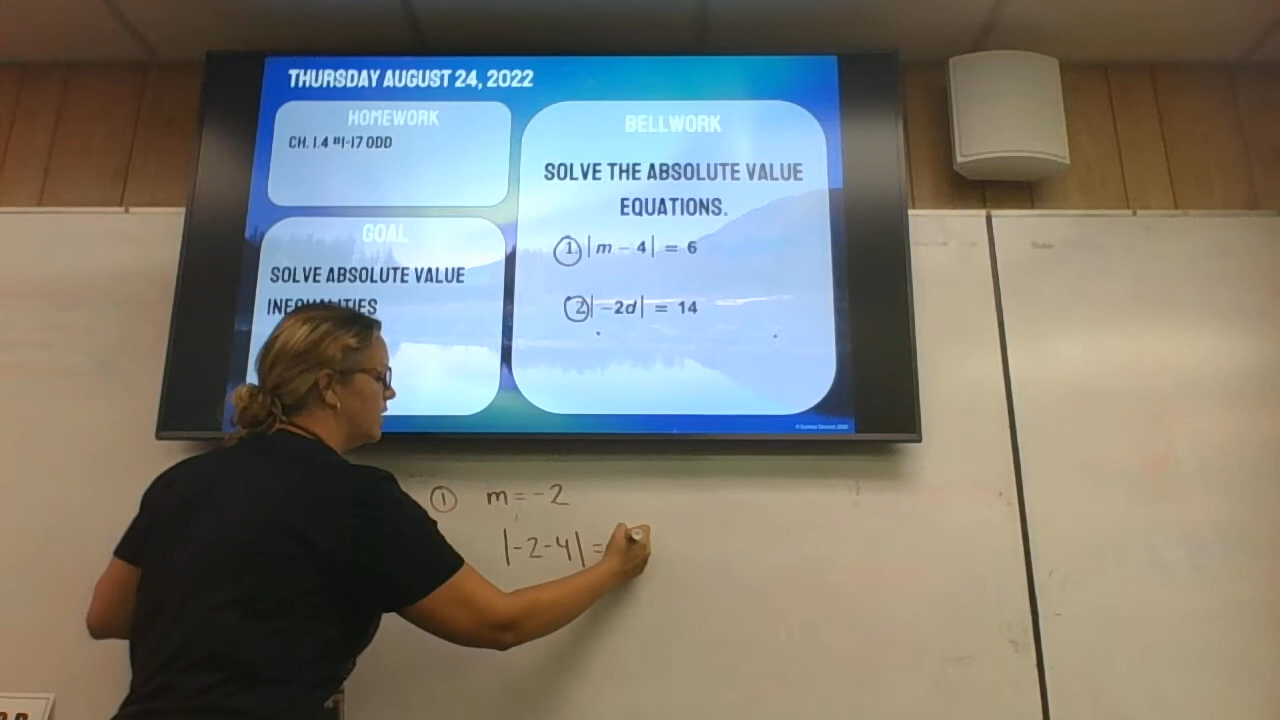 THURSDAY AUGUST 24, 2022
HOMEWORK
CH. 1.4 #1-17 ODD
GOAL
SOLVE ABSOLUTE VALUE
INEQUALITIES
BELLWORK
SOLVE THE ABSOLUTE VALUE
EQUATIONS.
1. |m - 4| = 6
2 |-2d| = 14
① m = -2
|-2-4| =